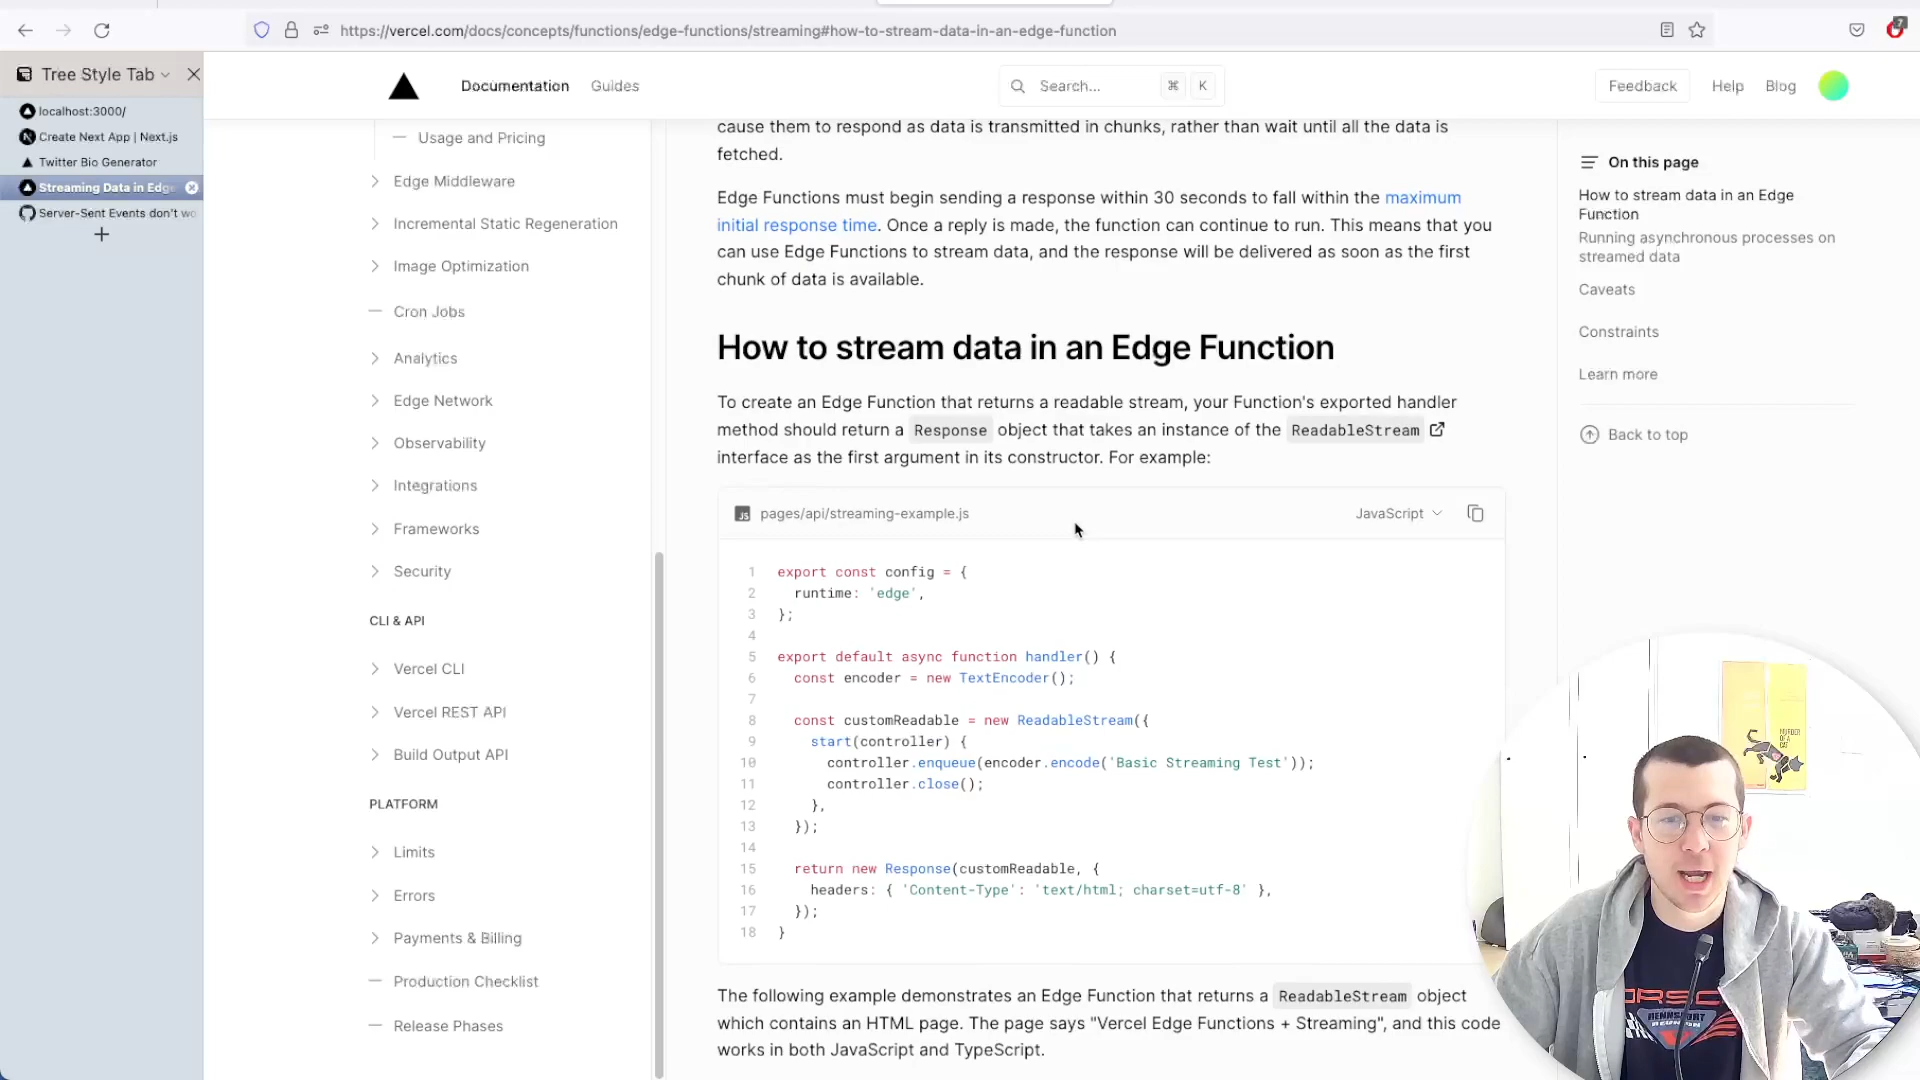 https://vercel.com/docs/concepts/functions/edge-functions/streaming#how-to-stream-data-in-an-edge-function
7
Tree Style Tab
localhost:3000/
Create Next App | Next.js
Twitter Bio Generator
Streaming Data in Edge
Server-Sent Events don't wo
Documentation
Guides
Search...
⌘
K
Feedback
Help
Blog
Usage and Pricing
Edge Middleware
Incremental Static Regeneration
Image Optimization
Cron Jobs
Analytics
Edge Network
Observability
Integrations
Frameworks
Security
CLI & API
Vercel CLI
Vercel REST API
Build Output API
PLATFORM
Limits
Errors
Payments & Billing
Production Checklist
Release Phases
cause them to respond as data is transmitted in chunks, rather than wait until all the data is
fetched.
Edge Functions must begin sending a response within 30 seconds to fall within the maximum
initial response time. Once a reply is made, the function can continue to run. This means that you
can use Edge Functions to stream data, and the response will be delivered as soon as the first
chunk of data is available.
How to stream data in an Edge Function
To create an Edge Function that returns a readable stream, your Function's exported handler
method should return a Response object that takes an instance of the ReadableStream
interface as the first argument in its constructor. For example:
JS pages/api/streaming-example.js
JavaScript
1 export const config = {
2 runtime: 'edge',
3 };
4
5 export default async function handler() {
6 const encoder = new TextEncoder();
7
8 const customReadable = new ReadableStream({
9 start(controller) {
10 controller.enqueue(encoder.encode('Basic Streaming Test'));
11 controller.close();
12 },
13 });
14
15 return new Response(customReadable, {
16 headers: { 'Content-Type': 'text/html; charset=utf-8' },
17 });
18 }
The following example demonstrates an Edge Function that returns a ReadableStream object
which contains an HTML page. The page says "Vercel Edge Functions + Streaming", and this code
works in both JavaScript and TypeScript.
On this page
How to stream data in an Edge
Function
Running asynchronous processes on
streamed data
Caveats
Constraints
Learn more
Back to top
MURDER
OF A
CAT
ORSC
RENNSPORT
REUNION